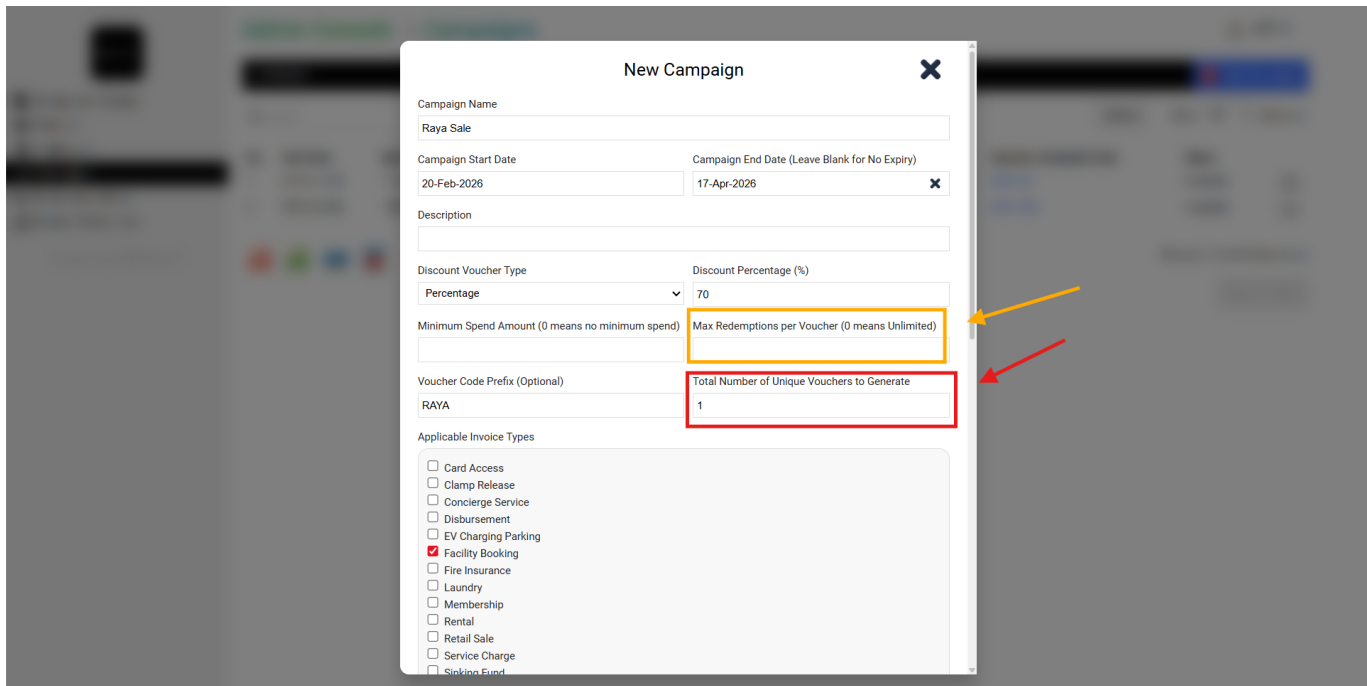 New Campaign
Campaign Name
Raya Sale
Campaign Start Date
Campaign End Date (Leave Blank for No Expiry)
20-Feb-2026
17-Apr-2026
Description
Discount Voucher Type
Discount Percentage (%)
Percentage
70
Minimum Spend Amount (0 means no minimum spend)
Max Redemptions per Voucher (0 means Unlimited)
Voucher Code Prefix (Optional)
Total Number of Unique Vouchers to Generate
RAYA
1
Applicable Invoice Types
Card Access
Clamp Release
Concierge Service
Disbursement
EV Charging Parking
Facility Booking
Fire Insurance
Laundry
Membership
Rental
Retail Sale
Service Charge
Sinking Fund